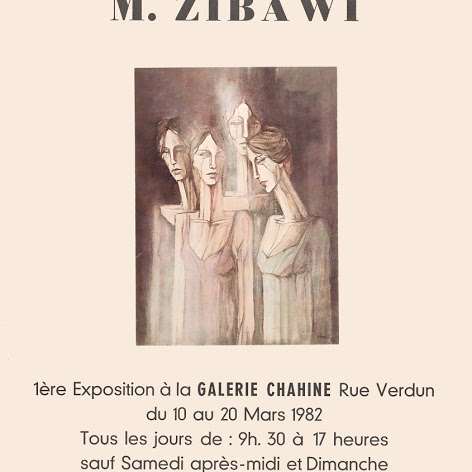 M. ZIBAWI
1ère Exposition à la GALERIE CHAHINE Rue Verdun
du 10 au 20 Mars 1982
Tous les jours de : 9h. 30 à 17 heures
sauf Samedi après-midi et Dimanche